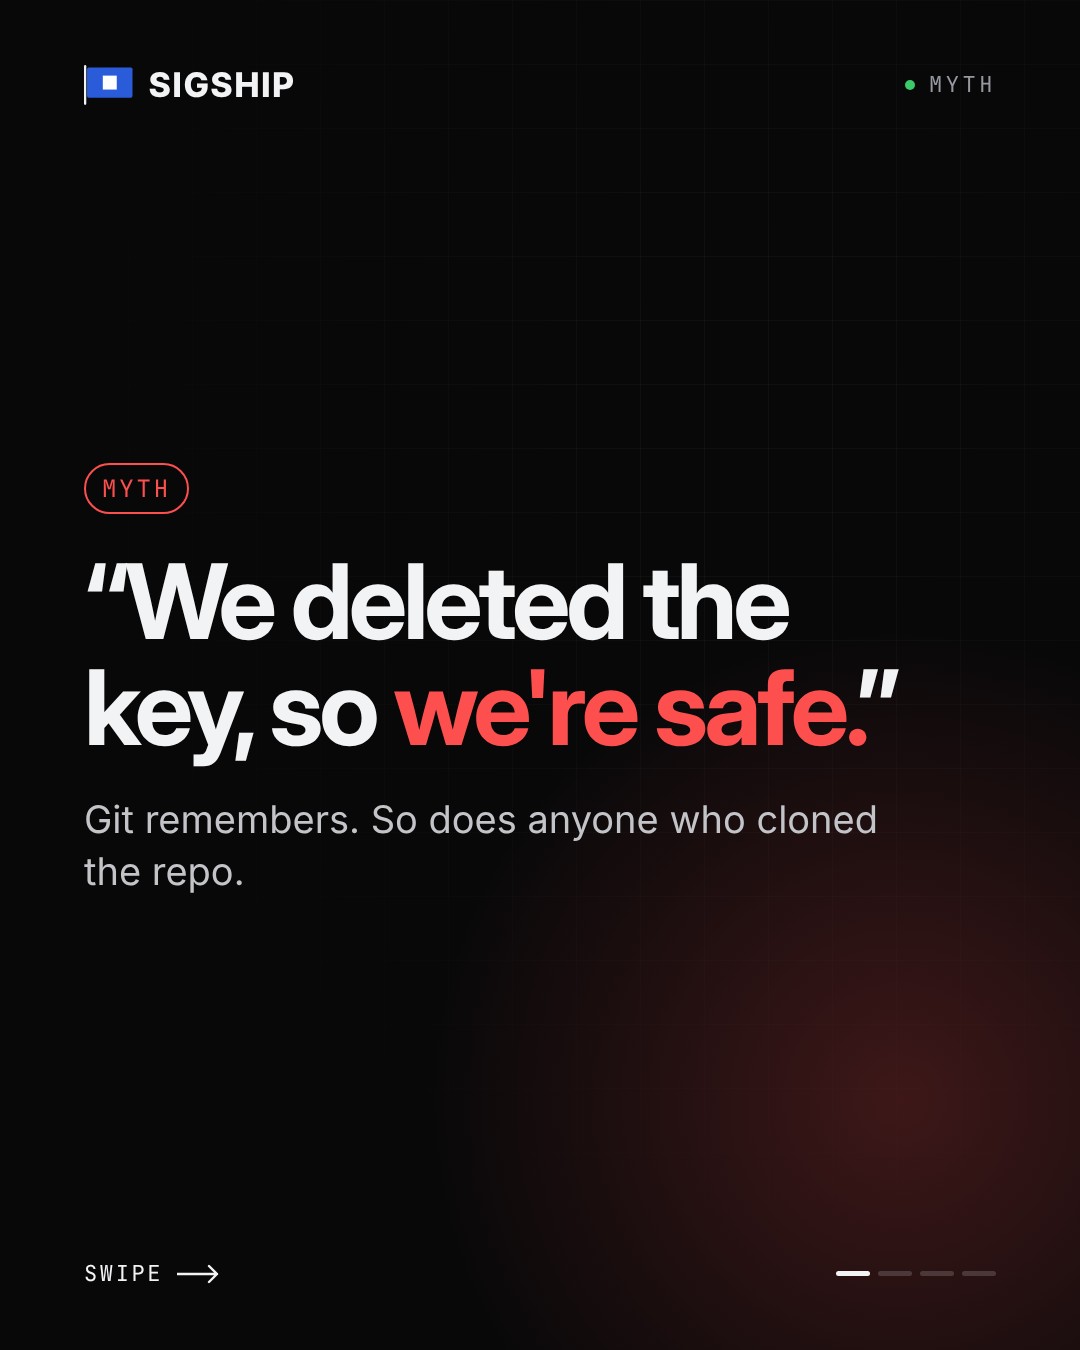 SIGSHIP
MYTH
MYTH
“We deleted the
key, so we're safe.”
Git remembers. So does anyone who cloned
the repo.
SWIPE